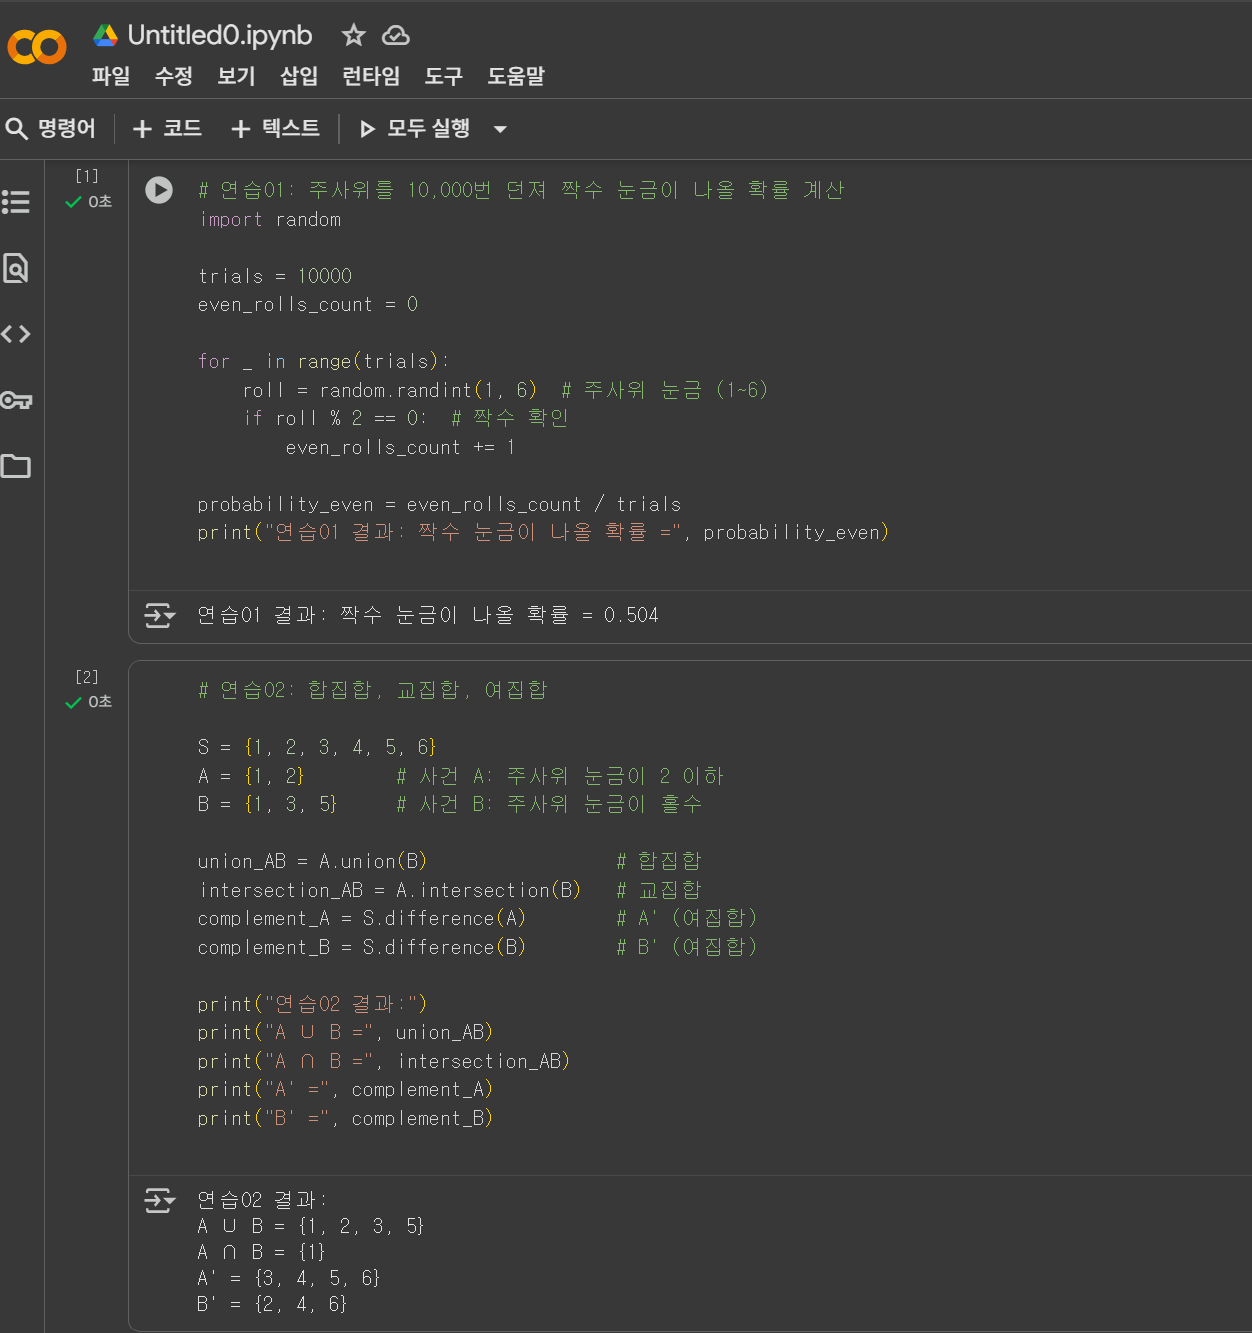 Untitled0.ipynb
파일 수정 보기 삽입 런타임 도구 도움말
명령어 + 코드 + 텍스트 모두 실행
[1]
0초
# 연습01: 주사위를 10,000번 던져 짝수 눈금이 나올 확률 계산
import random
trials = 10000
even_rolls_count = 0
for _ in range(trials):
    roll = random.randint(1, 6)  # 주사위 눈금 (1~6)
    if roll % 2 == 0:  # 짝수 확인
        even_rolls_count += 1
probability_even = even_rolls_count / trials
print("연습01 결과: 짝수 눈금이 나올 확률 =", probability_even)
연습01 결과: 짝수 눈금이 나올 확률 = 0.504
[2]
0초
# 연습02: 합집합, 교집합, 여집합
S = {1, 2, 3, 4, 5, 6}
A = {1, 2}        # 사건 A: 주사위 눈금이 2 이하
B = {1, 3, 5}     # 사건 B: 주사위 눈금이 홀수
union_AB = A.union(B)                 # 합집합
intersection_AB = A.intersection(B)   # 교집합
complement_A = S.difference(A)        # A' (여집합)
complement_B = S.difference(B)        # B' (여집합)
print("연습02 결과:")
print("A ∪ B =", union_AB)
print("A ∩ B =", intersection_AB)
print("A' =", complement_A)
print("B' =", complement_B)
연습02 결과:
A ∪ B = {1, 2, 3, 5}
A ∩ B = {1}
A' = {3, 4, 5, 6}
B' = {2, 4, 6}